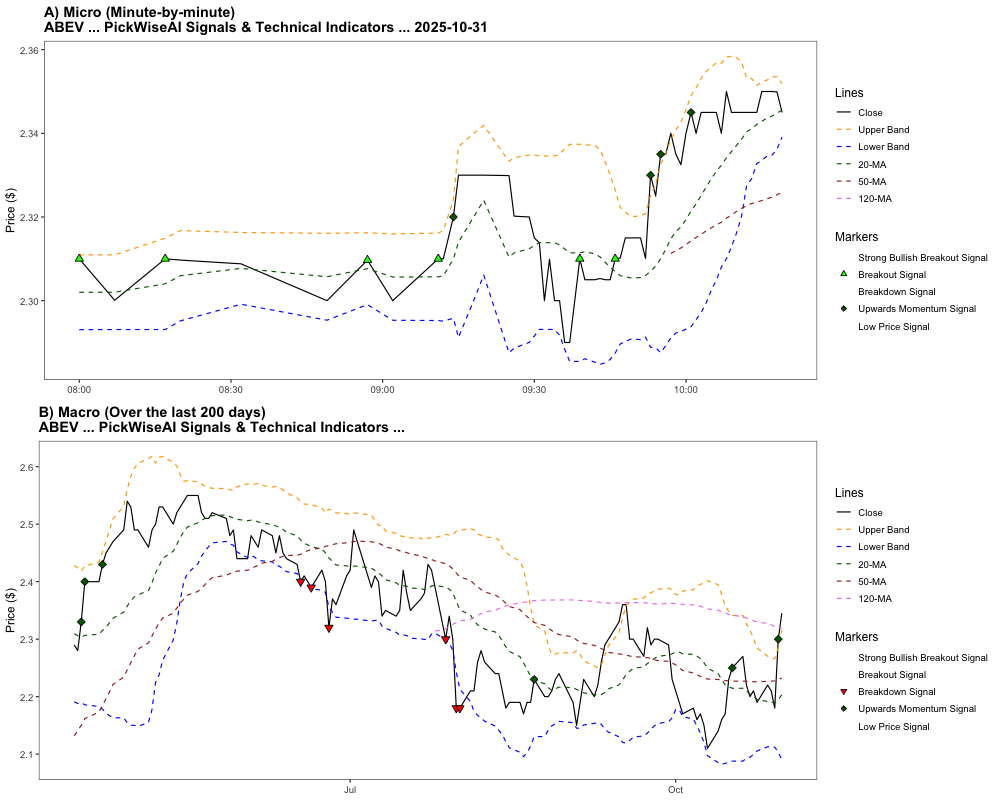 A) Micro (Minute-by-minute)
ABEV ... PickWiseAI Signals & Technical Indicators ... 2025-10-31
Price ($)
2.36
2.34
2.32
2.30
08:00
08:30
09:00
09:30
10:00
Lines
Close
Upper Band
Lower Band
20-MA
50-MA
120-MA
Markers
Strong Bullish Breakout Signal
Breakout Signal
Breakdown Signal
Upwards Momentum Signal
Low Price Signal
B) Macro (Over the last 200 days)
ABEV ... PickWiseAI Signals & Technical Indicators ...
Price ($)
2.6
2.5
2.4
2.3
2.2
2.1
Jul
Oct
Lines
Close
Upper Band
Lower Band
20-MA
50-MA
120-MA
Markers
Strong Bullish Breakout Signal
Breakout Signal
Breakdown Signal
Upwards Momentum Signal
Low Price Signal